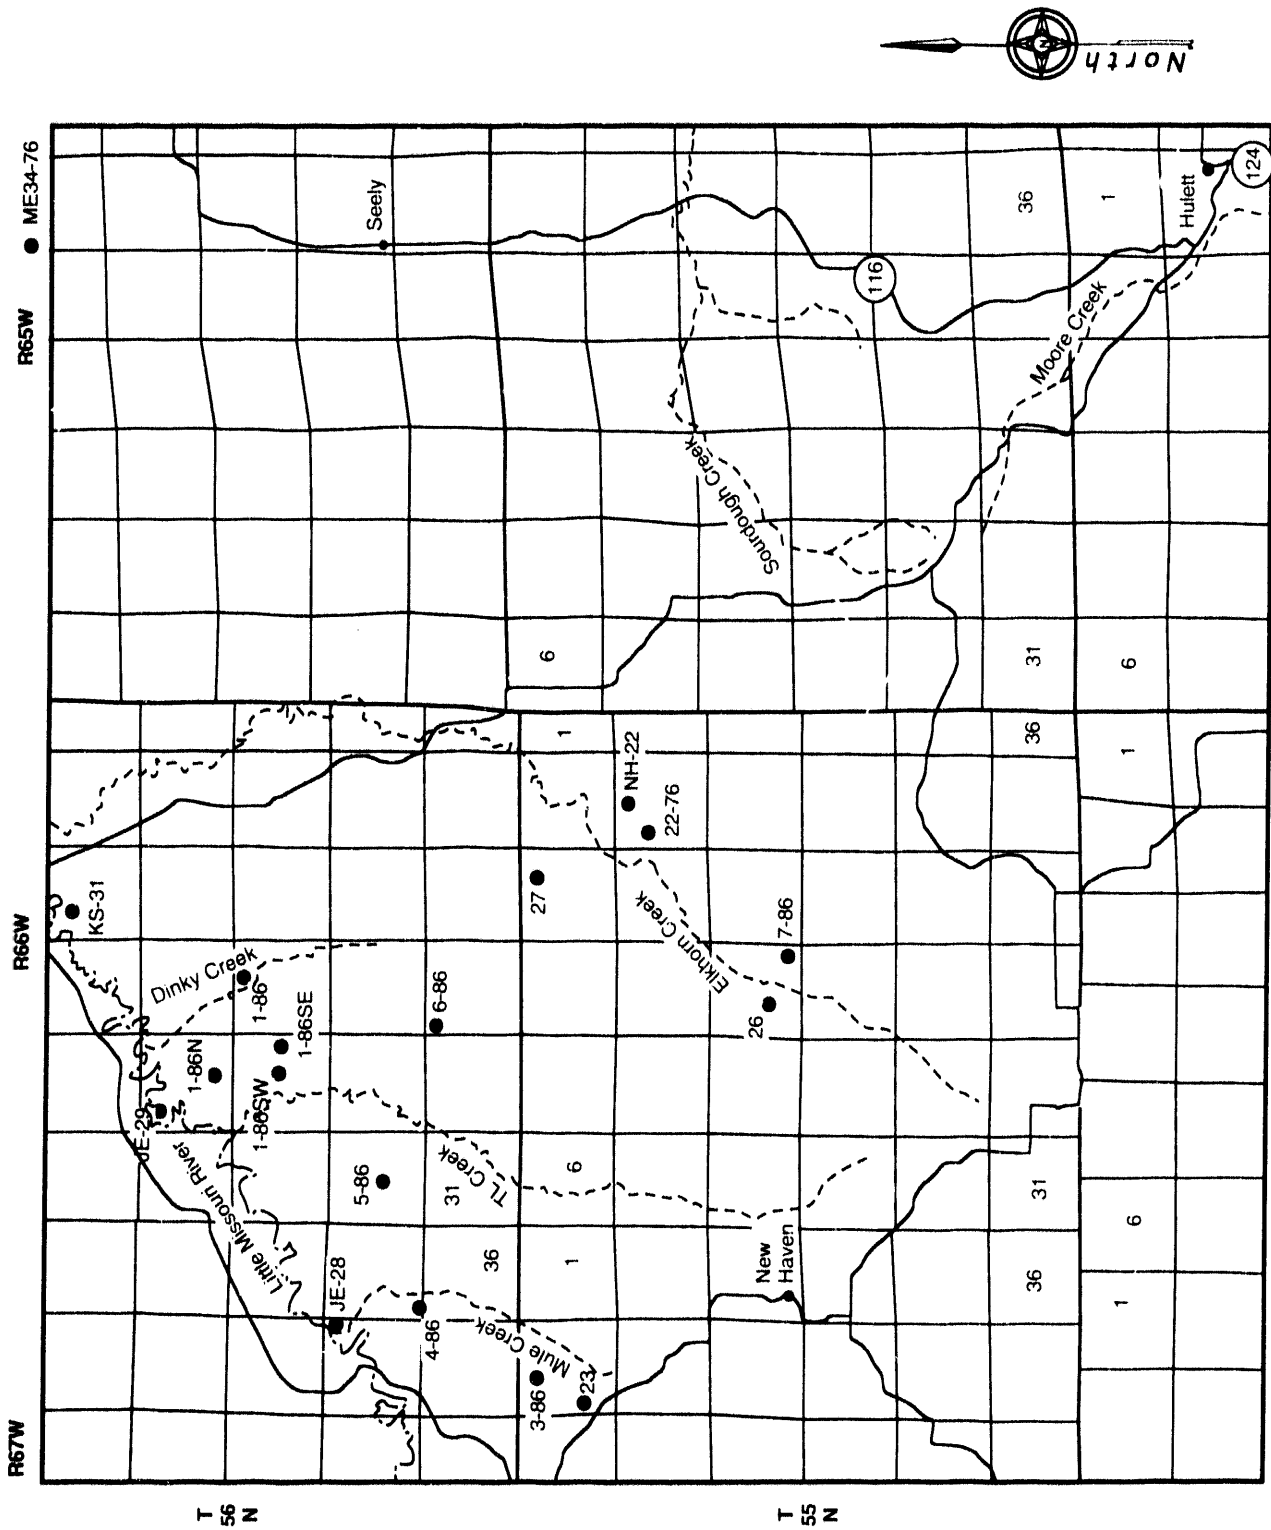 R67W
R66W
R65W
ME34-76
North
N
T
56
N
T
55
N
KS-31
Dinky Creek
1-86
JE-29
1-86N
1-86SE
1-86SW
Little Missouri River
6-86
5-86
31
TL Creek
JE-28
4-86
36
Mule Creek
3-86
23
1
6
27
NH-22
22-76
Elkhorn Creek
7-86
26
New
Haven
1
36
31
36
1
6
1
Seely
6
31
6
Sourdough Creek
116
Moore Creek
36
1
Hulett
124